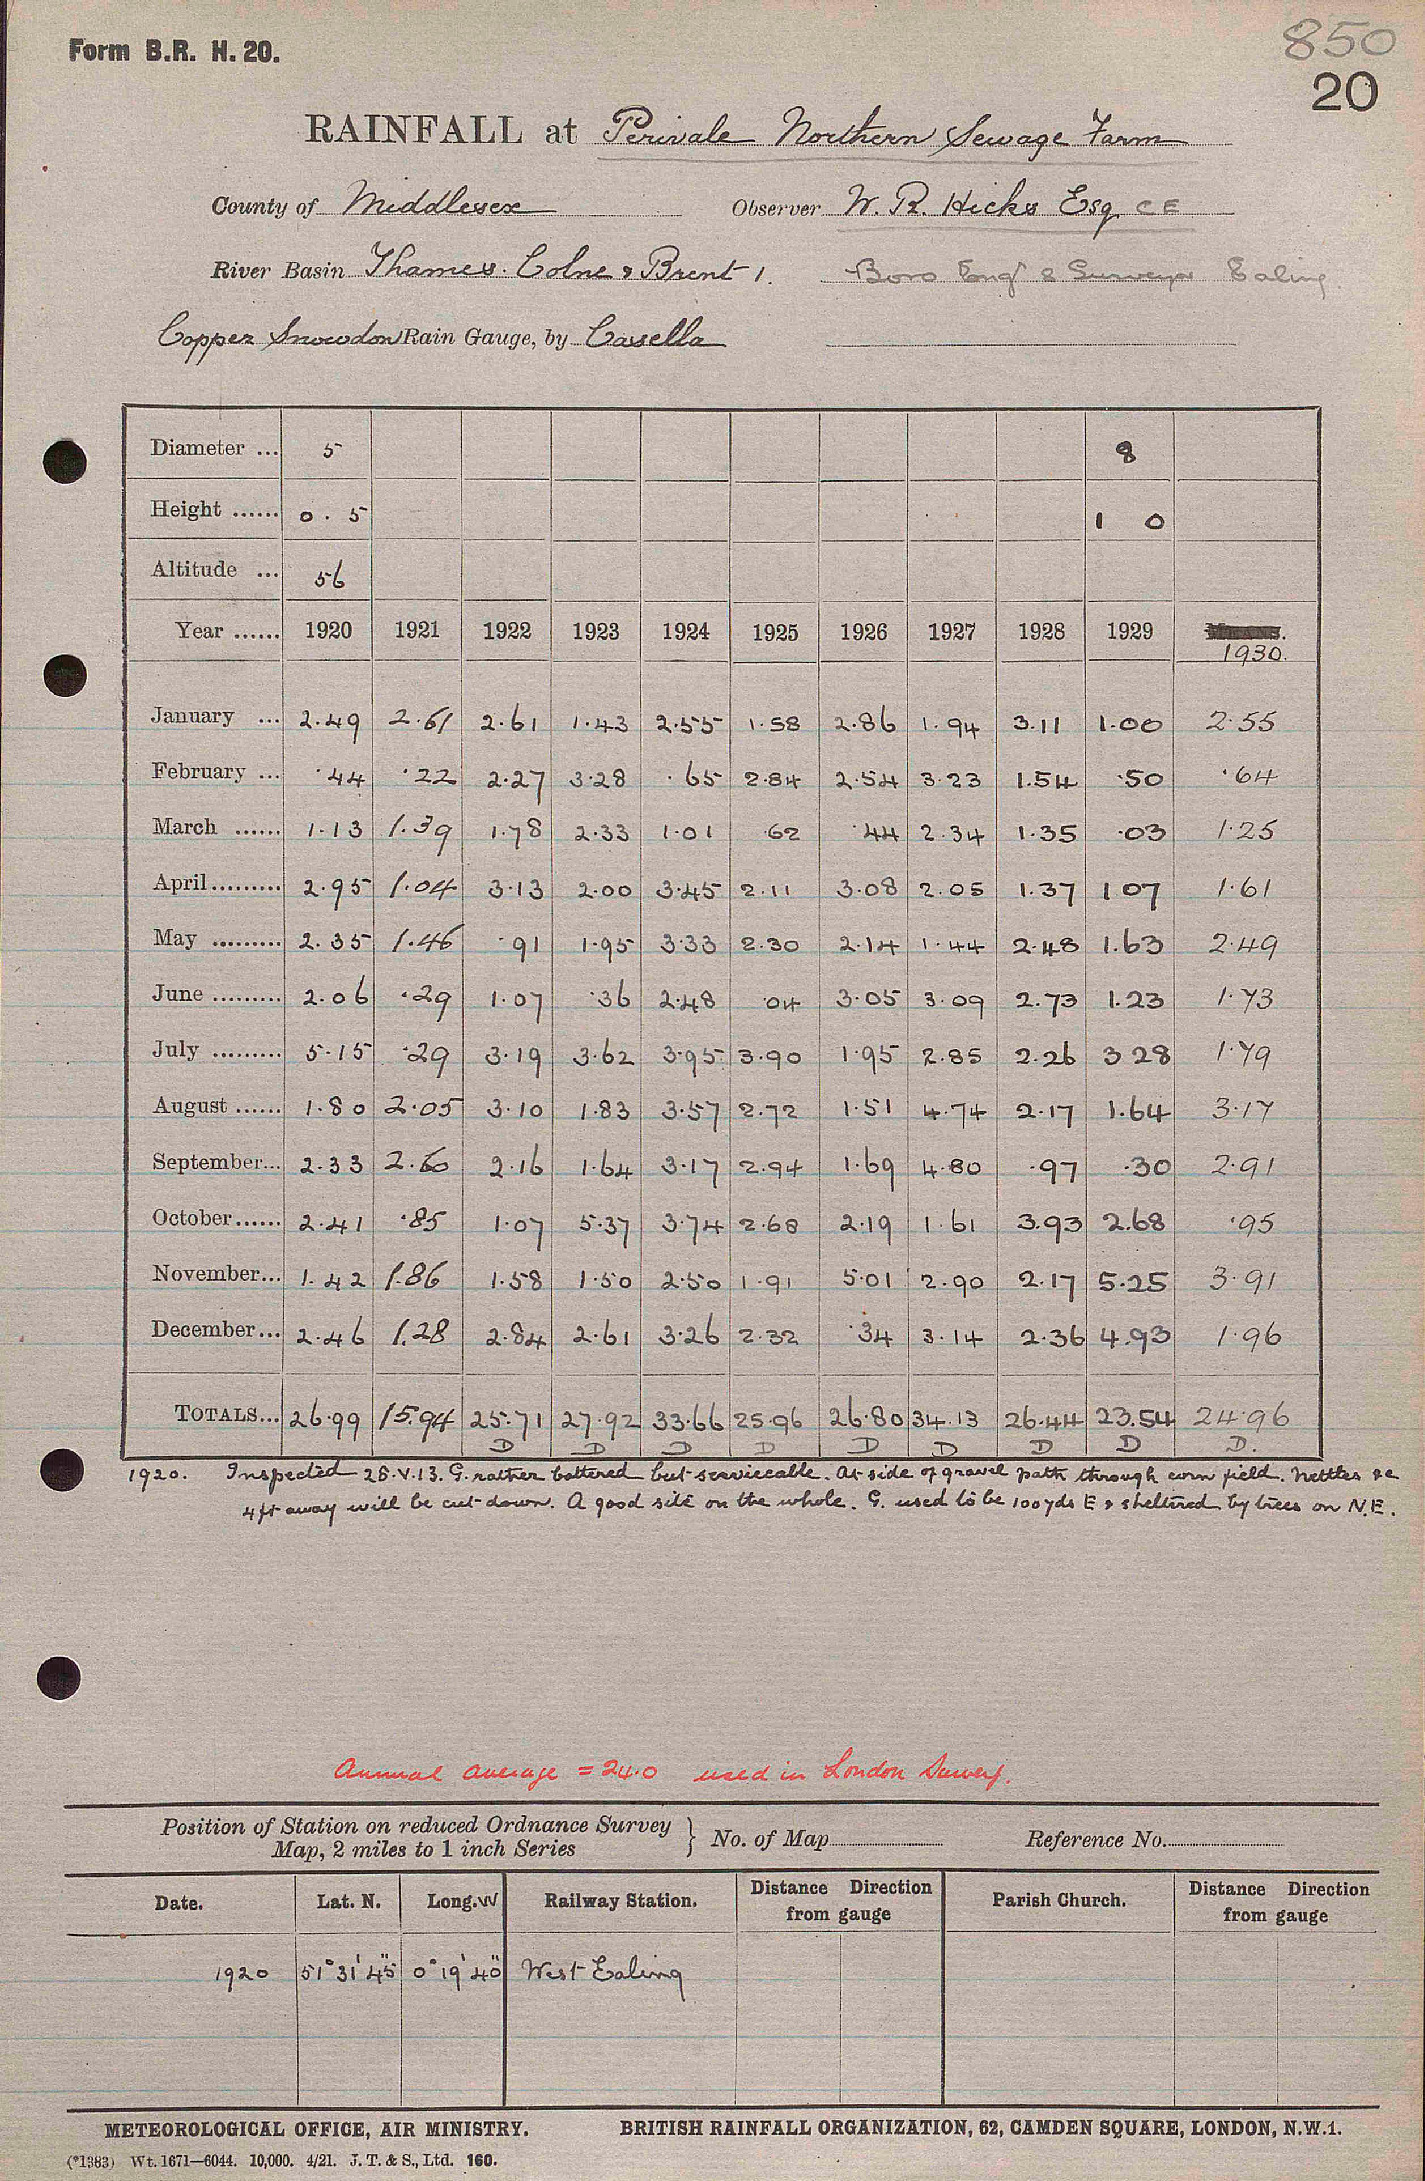 850
Form B.R. H. 20.
20
RAINFALL at Perivale Northern Sewage Farm
County of Middlesex Observer W. R. Hicks Esq. C E
River Basin Thames. Colne & Brent 1. Boro Engr & Surveyor Ealing.
Copper Snowdon Rain Gauge, by Casella
Diameter ... 5 8
Height ...... 0 . 5 1 0
Altitude ... 56
Year ...... 1920 1921 1922 1923 1924 1925 1926 1927 1928 1929 1930.
January ... 2.49 2.61 2.61 1.43 2.55 1.58 2.86 1.94 3.11 1.00 2.55
February ... .44 .22 2.27 3.28 .65 2.84 2.54 3.23 1.54 .50 .64
March ...... 1.13 1.39 1.78 2.33 1.01 .62 .44 2.34 1.35 .03 1.25
April......... 2.95 1.04 3.13 2.00 3.45 2.11 3.08 2.05 1.37 1 07 1.61
May ......... 2.35 1.46 .91 1.95 3.33 2.30 2.14 1.44 2.48 1.63 2.49
June ......... 2.06 .29 1.07 .36 2.48 .04 3.05 3.09 2.73 1.23 1.73
July ......... 5.15 .29 3.19 3.62 3.95 3.90 1.95 2.85 2.26 3 28 1.79
August ...... 1.80 2.05 3.10 1.83 3.57 2.72 1.51 4.74 2.17 1.64 3.17
September... 2.33 2.60 2.16 1.64 3.17 2.94 1.69 4.80 .97 .30 2.91
October...... 2.41 .85 1.07 5.37 3.74 2.68 2.19 1.61 3.93 2.68 .95
November... 1.42 1.86 1.58 1.50 2.50 1.91 5.01 2.90 2.17 5.25 3.91
December... 2.46 1.28 2.84 2.61 3.26 2.32 .34 3.14 2.36 4.93 1.96
TOTALS... 26.99 15.94 25.71 27.92 33.66 25.96 26.80 34.13 26.44 23.54 24.96
D D D D D D D D D.
1920. Inspected 28.V.13. G. rather battered but serviceable. At side of gravel path through corn field. Nettles &c
4 ft away will be cut down. A good site on the whole. G. used to be 100yds E & sheltered by trees on N.E.
Annual average = 24.0 used in London Survey.
Position of Station on reduced Ordnance Survey
Map, 2 miles to 1 inch Series } No. of Map Reference No.
Date. Lat. N. Long. W Railway Station. Distance Direction from gauge Parish Church. Distance Direction from gauge
1920 51° 31' 45" 0° 19' 40" West Ealing
METEOROLOGICAL OFFICE, AIR MINISTRY. BRITISH RAINFALL ORGANIZATION, 62, CAMDEN SQUARE, LONDON, N.W.1.
(*1383) Wt. 1671—6044. 10,000. 4/21. J. T. & S., Ltd. 160.